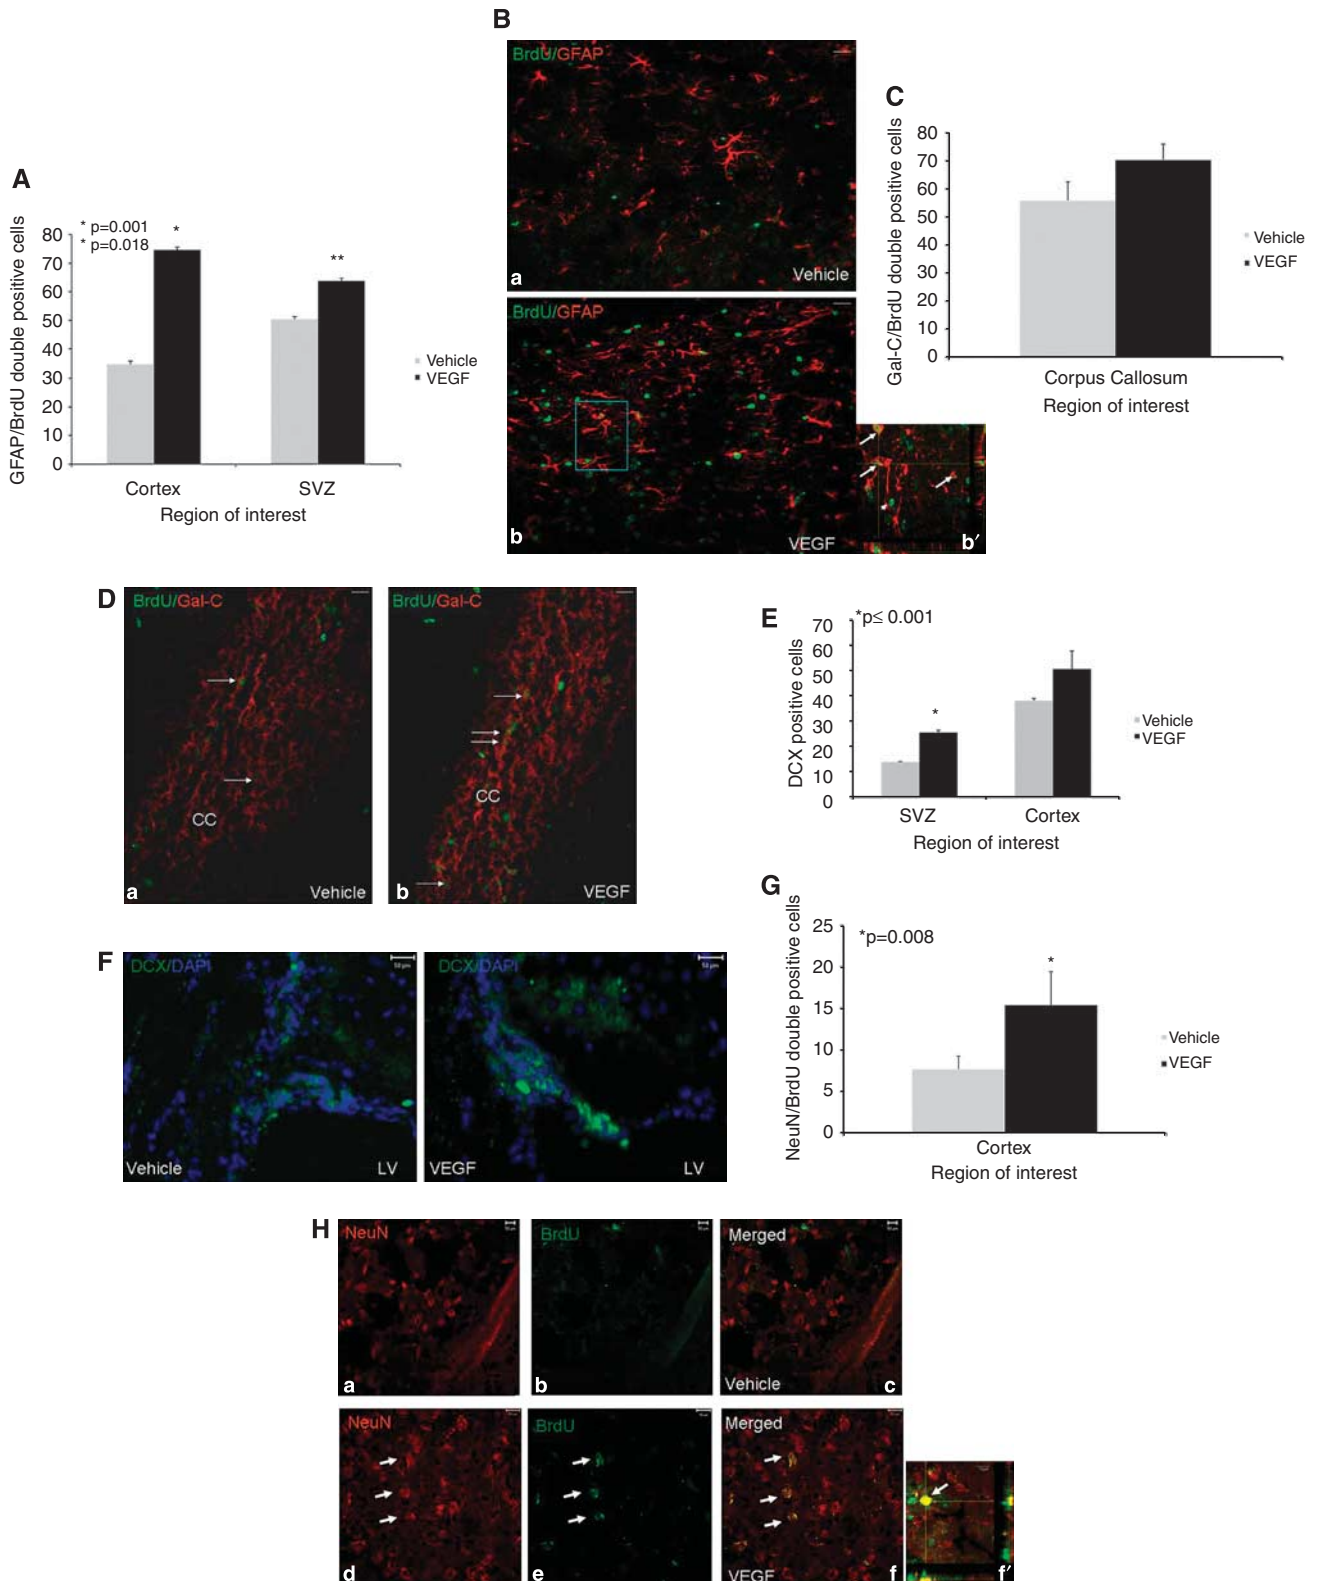 A
* p=0.001
* p=0.018
GFAP/BrdU double positive cells
80
70
60
50
40
30
20
10
0
*
**
Cortex
SVZ
Region of interest
Vehicle
VEGF
B
BrdU/GFAP
a
Vehicle
BrdU/GFAP
b
VEGF
b′
C
Gal-C/BrdU double positive cells
80
70
60
50
40
30
20
10
0
Corpus Callosum
Region of interest
Vehicle
VEGF
D
BrdU/Gal-C
CC
a
Vehicle
BrdU/Gal-C
CC
b
VEGF
E
*p≤ 0.001
DCX positive cells
70
60
50
40
30
20
10
0
*
SVZ
Cortex
Region of interest
Vehicle
VEGF
F
DCX/DAPI
50 µm
Vehicle
LV
DCX/DAPI
50 µm
VEGF
LV
G
*p=0.008
NeuN/BrdU double positive cells
25
20
15
10
5
0
*
Cortex
Region of interest
Vehicle
VEGF
H
NeuN
a
BrdU
b
Merged
Vehicle
c
NeuN
d
BrdU
e
Merged
VEGF
f
f′